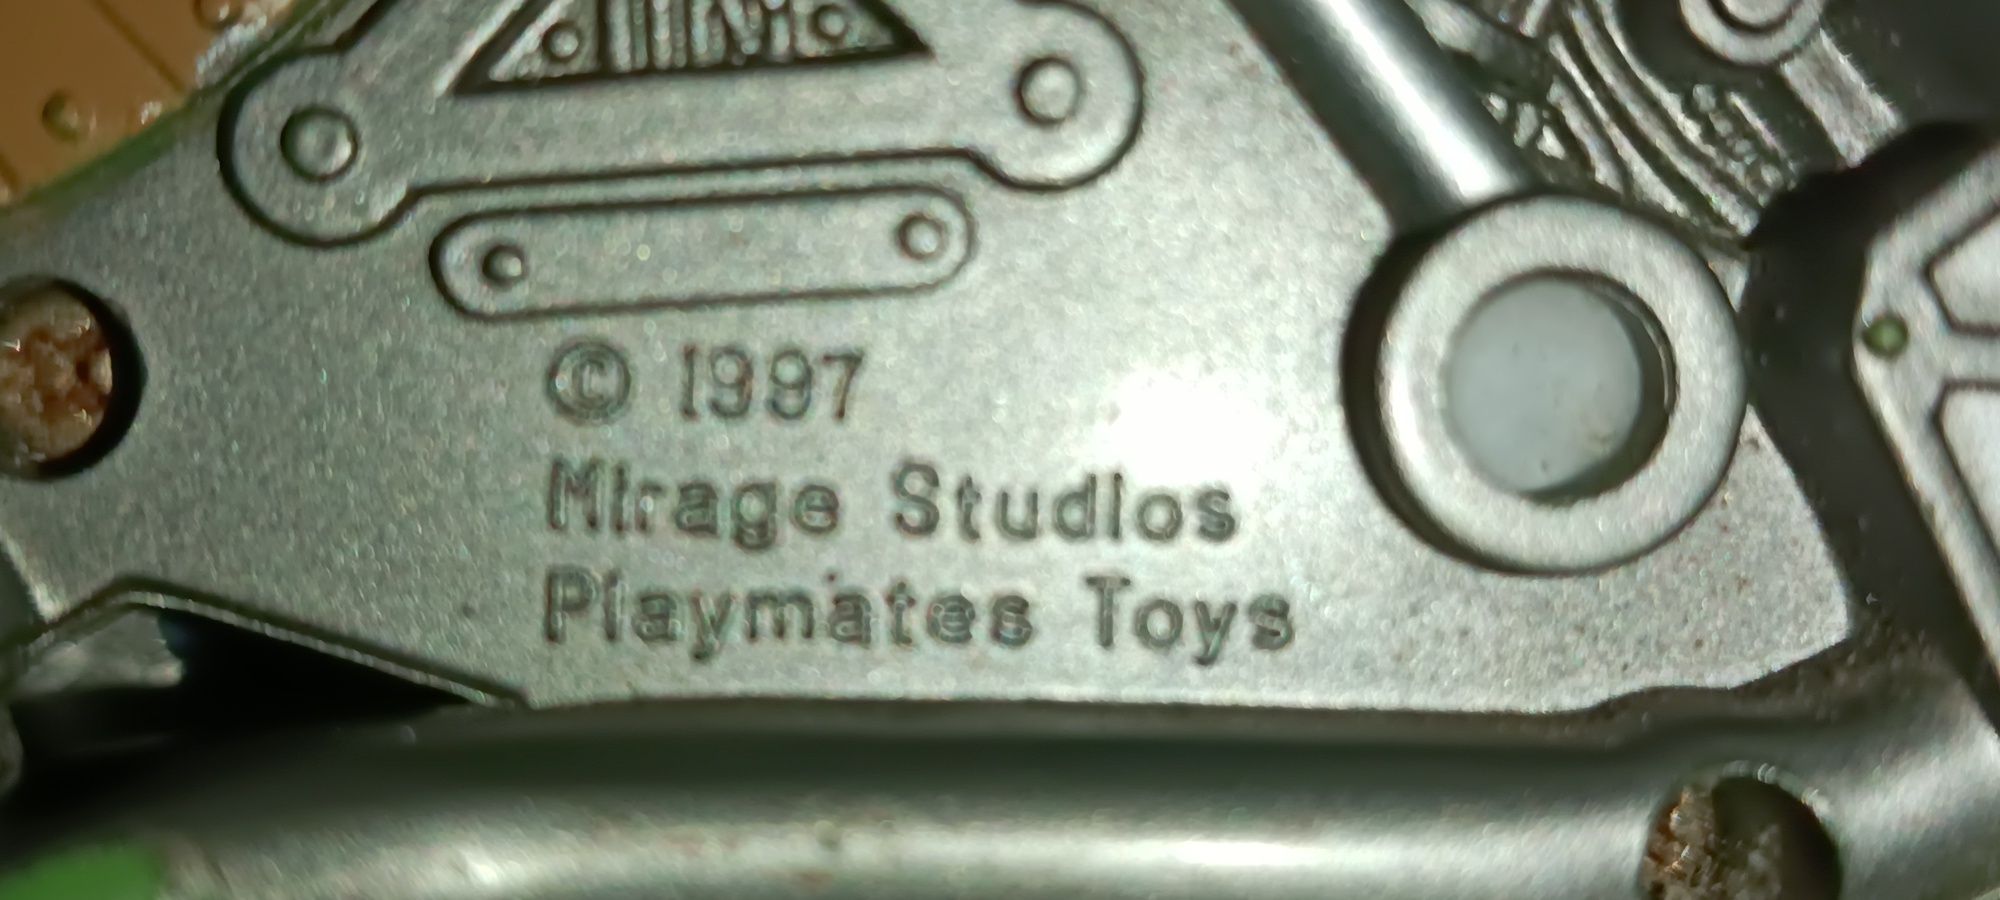 © 1997
Mirage Studios
Playmates Toys